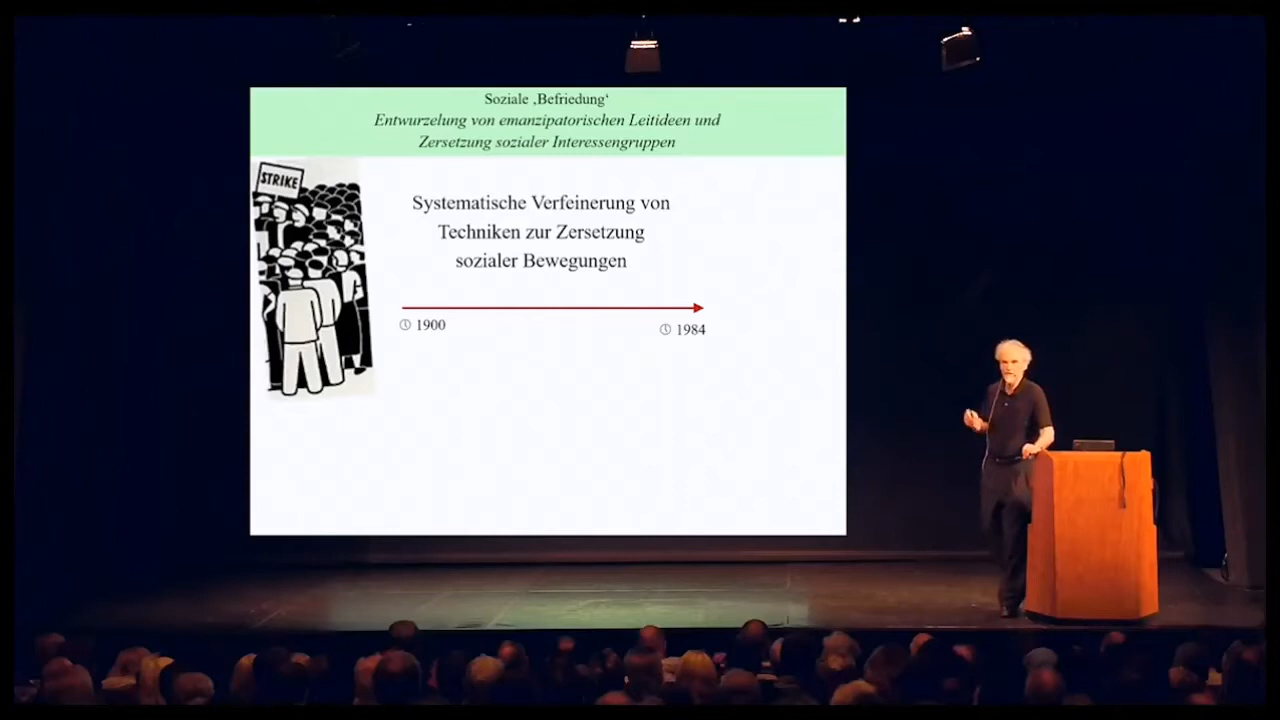 Soziale ‚Befriedung‘
Entwurzelung von emanzipatorischen Leitideen und
Zersetzung sozialer Interessengruppen
STRIKE
Systematische Verfeinerung von
Techniken zur Zersetzung
sozialer Bewegungen
1900
1984